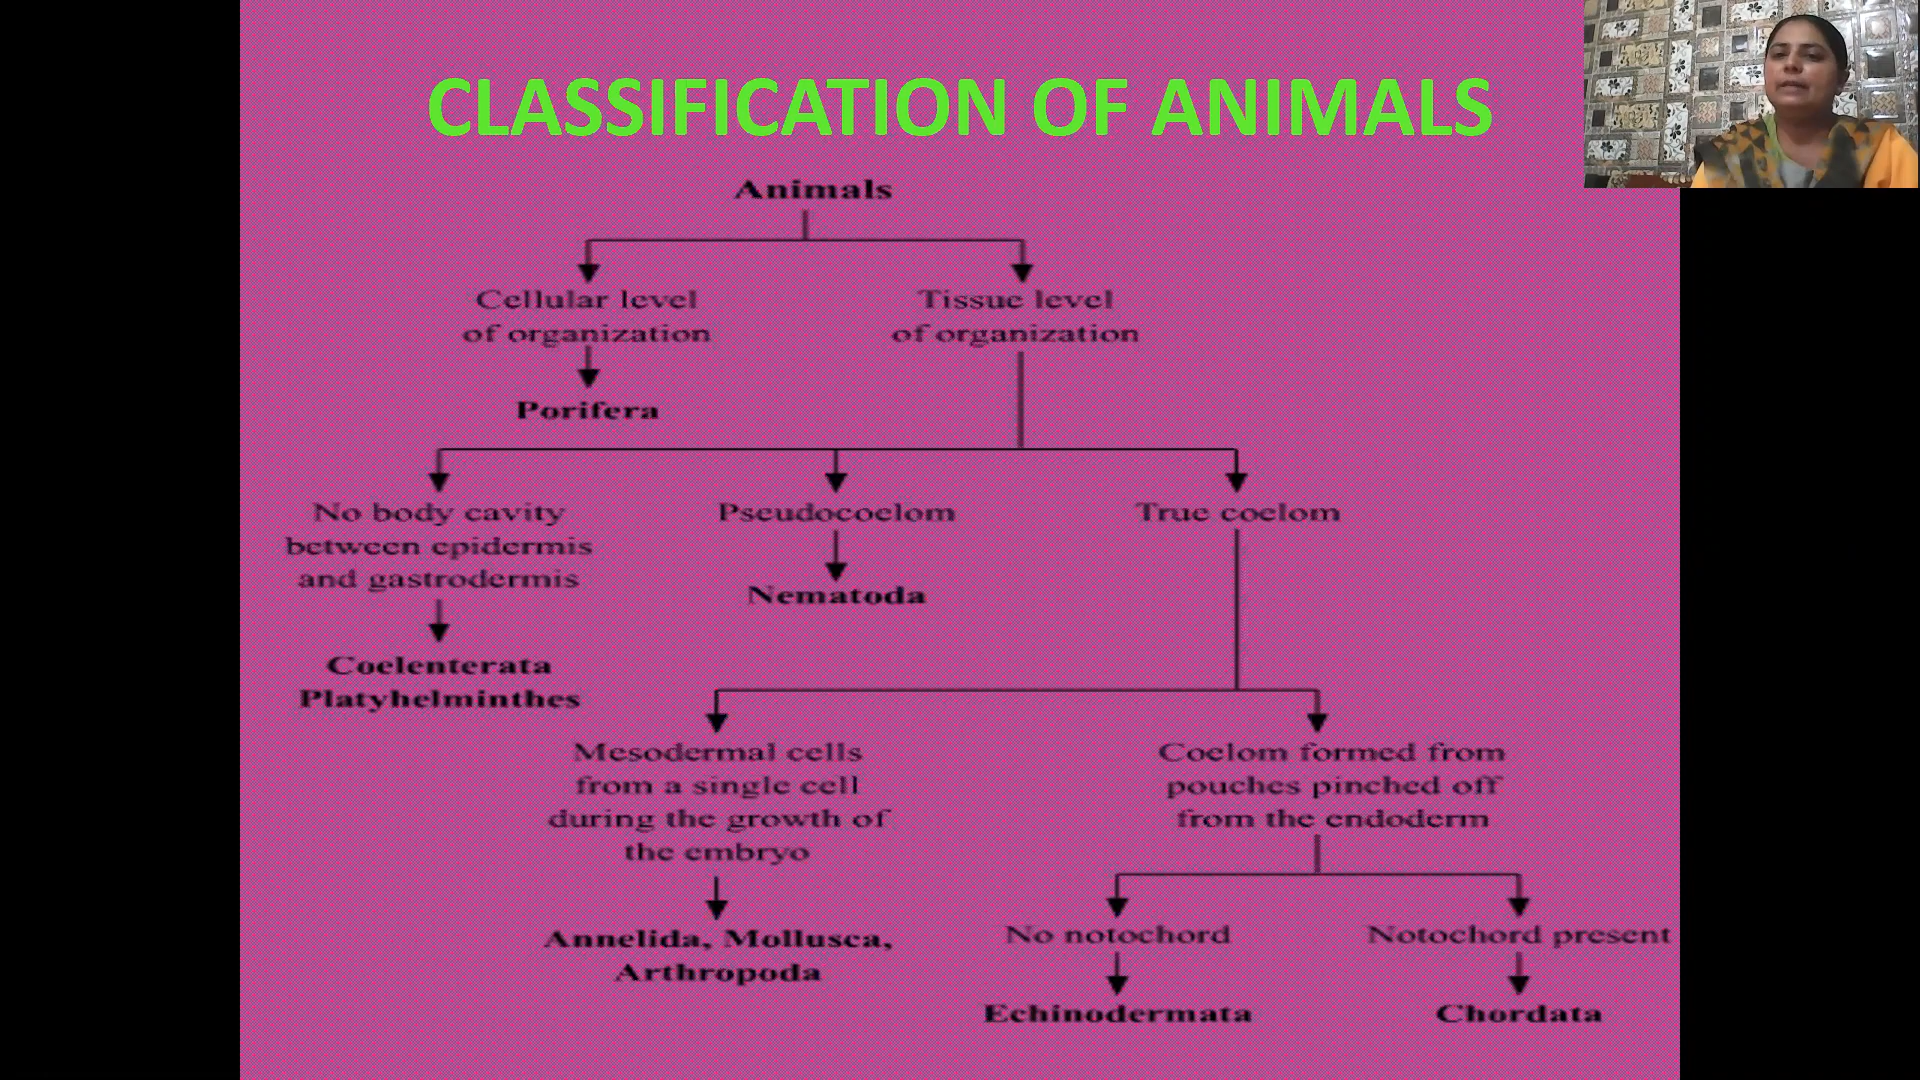 CLASSIFICATION OF ANIMALS
Animals
Cellular level
of organization
Tissue level
of organization
Porifera
No body cavity
between epidermis
and gastrodermis
Pseudocoelom
True coelom
Nematoda
Coelenterata
Platyhelminthes
Mesodermal cells
from a single cell
during the growth of
the embryo
Coelom formed from
pouches pinched off
from the endoderm
Annelida, Mollusca,
Arthropoda
No notochord
Notochord present
Echinodermata
Chordata